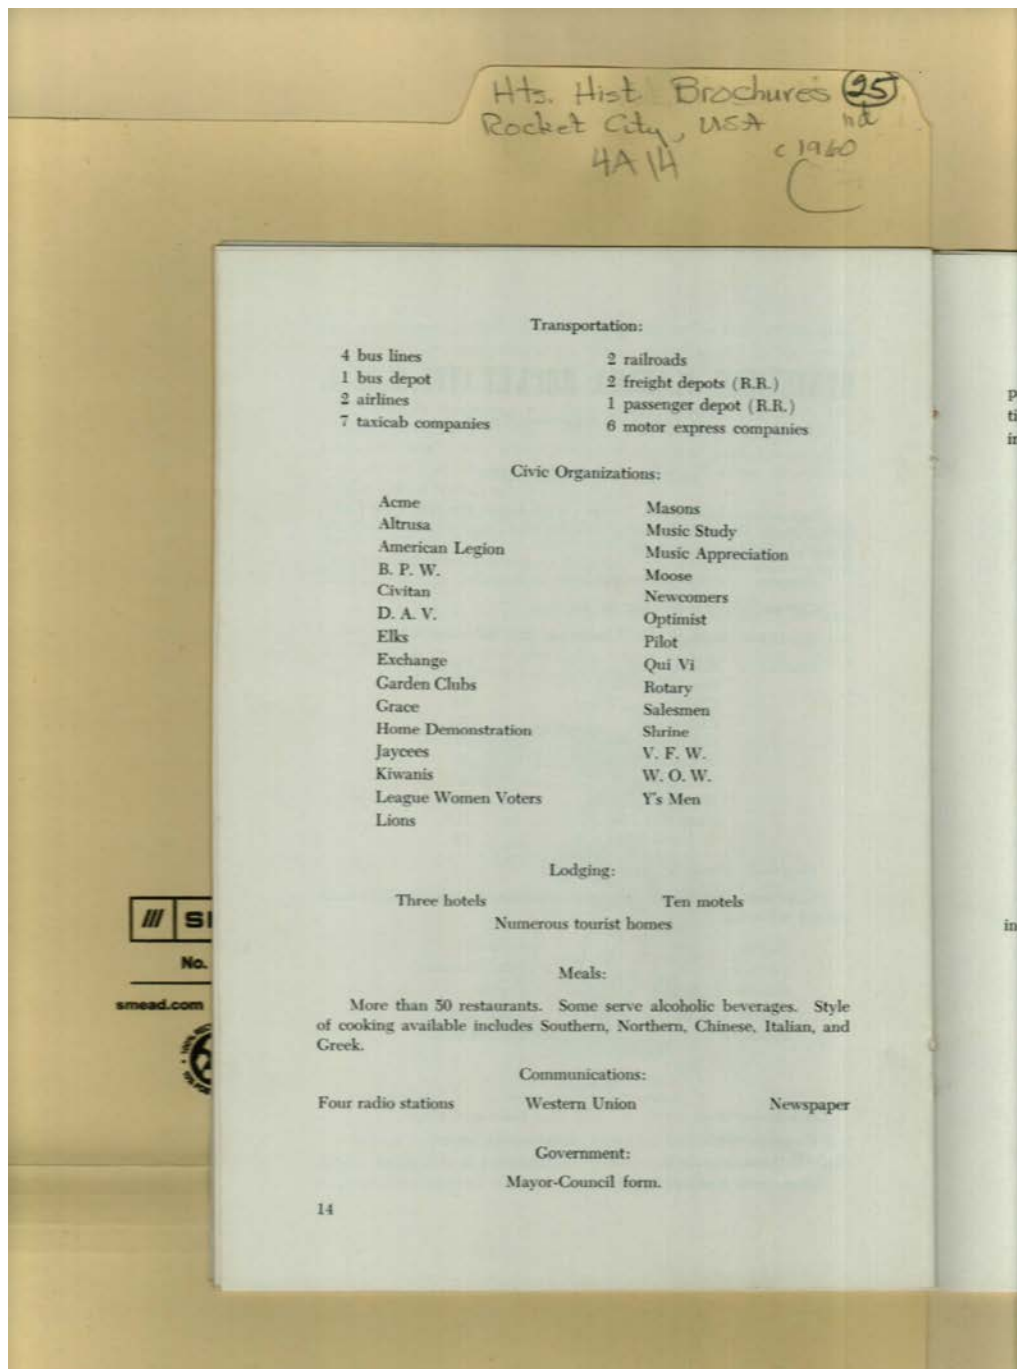 Hts. Hist Brochures 25
Rocket City, USA nd
4A14 c 1960
C
Transportation:
4 bus lines
1 bus depot
2 airlines
7 taxicab companies
2 railroads
2 freight depots (R.R.)
1 passenger depot (R.R.)
6 motor express companies
Civic Organizations:
Acme
Altrusa
American Legion
B. P. W.
Civitan
D. A. V.
Elks
Exchange
Garden Clubs
Grace
Home Demonstration
Jaycees
Kiwanis
League Women Voters
Lions
Masons
Music Study
Music Appreciation
Moose
Newcomers
Optimist
Pilot
Qui Vi
Rotary
Salesmen
Shrine
V. F. W.
W. O. W.
Y's Men
Lodging:
Three hotels Ten motels
Numerous tourist homes
Meals:
More than 50 restaurants. Some serve alcoholic beverages. Style
of cooking available includes Southern, Northern, Chinese, Italian, and
Greek.
Communications:
Four radio stations Western Union Newspaper
Government:
Mayor-Council form.
14
No.
smead.com